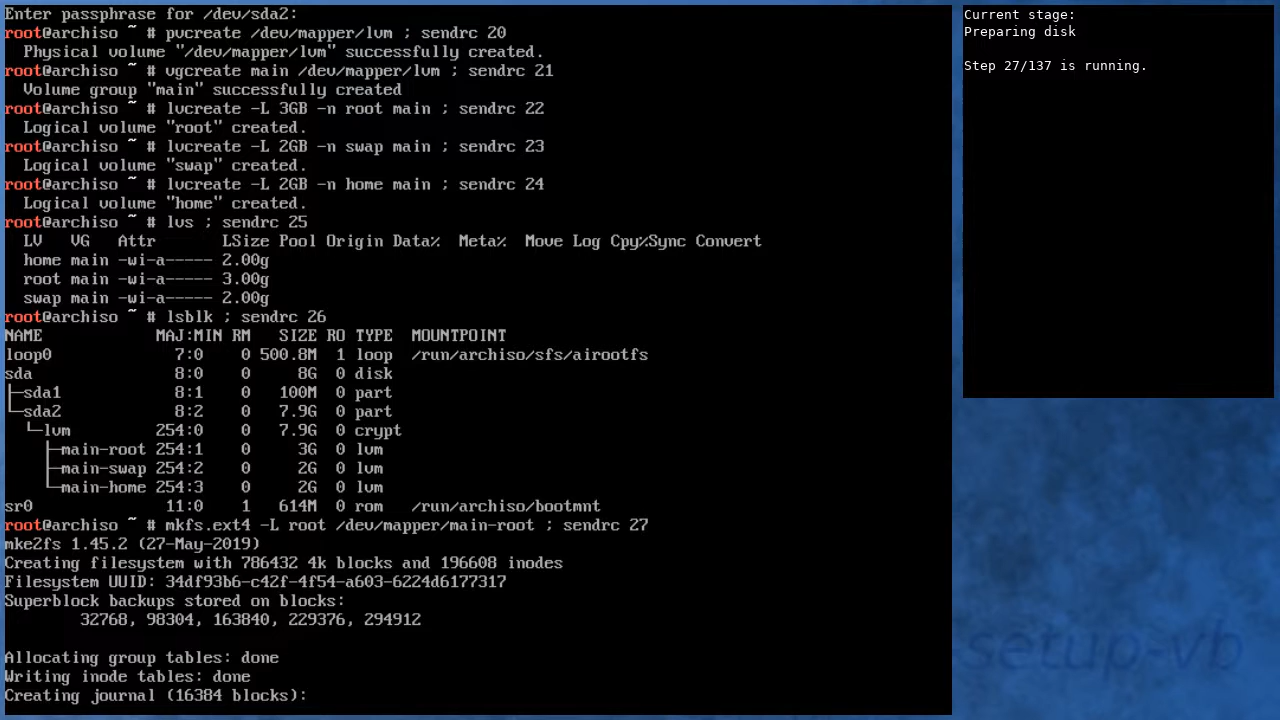 Enter passphrase for /dev/sda2:
root@archiso ~ # pvcreate /dev/mapper/lvm ; sendrc 20
  Physical volume "/dev/mapper/lvm" successfully created.
root@archiso ~ # vgcreate main /dev/mapper/lvm ; sendrc 21
  Volume group "main" successfully created
root@archiso ~ # lvcreate -L 3GB -n root main ; sendrc 22
  Logical volume "root" created.
root@archiso ~ # lvcreate -L 2GB -n swap main ; sendrc 23
  Logical volume "swap" created.
root@archiso ~ # lvcreate -L 2GB -n home main ; sendrc 24
  Logical volume "home" created.
root@archiso ~ # lvs ; sendrc 25
  LV   VG   Attr       LSize Pool Origin Data%  Meta%  Move Log Cpy%Sync Convert
  home main -wi-a----- 2.00g
  root main -wi-a----- 3.00g
  swap main -wi-a----- 2.00g
root@archiso ~ # lsblk ; sendrc 26
NAME            MAJ:MIN RM   SIZE RO TYPE  MOUNTPOINT
loop0             7:0    0 500.8M  1 loop  /run/archiso/sfs/airootfs
sda               8:0    0     8G  0 disk
├─sda1            8:1    0   100M  0 part
└─sda2            8:2    0   7.9G  0 part
  └─lvm         254:0    0   7.9G  0 crypt
    ├─main-root 254:1    0     3G  0 lvm
    ├─main-swap 254:2    0     2G  0 lvm
    └─main-home 254:3    0     2G  0 lvm
sr0              11:0    1   614M  0 rom   /run/archiso/bootmnt
root@archiso ~ # mkfs.ext4 -L root /dev/mapper/main-root ; sendrc 27
mke2fs 1.45.2 (27-May-2019)
Creating filesystem with 786432 4k blocks and 196608 inodes
Filesystem UUID: 34df93b6-c42f-4f54-a603-6224d6177317
Superblock backups stored on blocks:
        32768, 98304, 163840, 229376, 294912

Allocating group tables: done
Writing inode tables: done
Creating journal (16384 blocks):
Current stage:
Preparing disk
Step 27/137 is running.
setup-vb